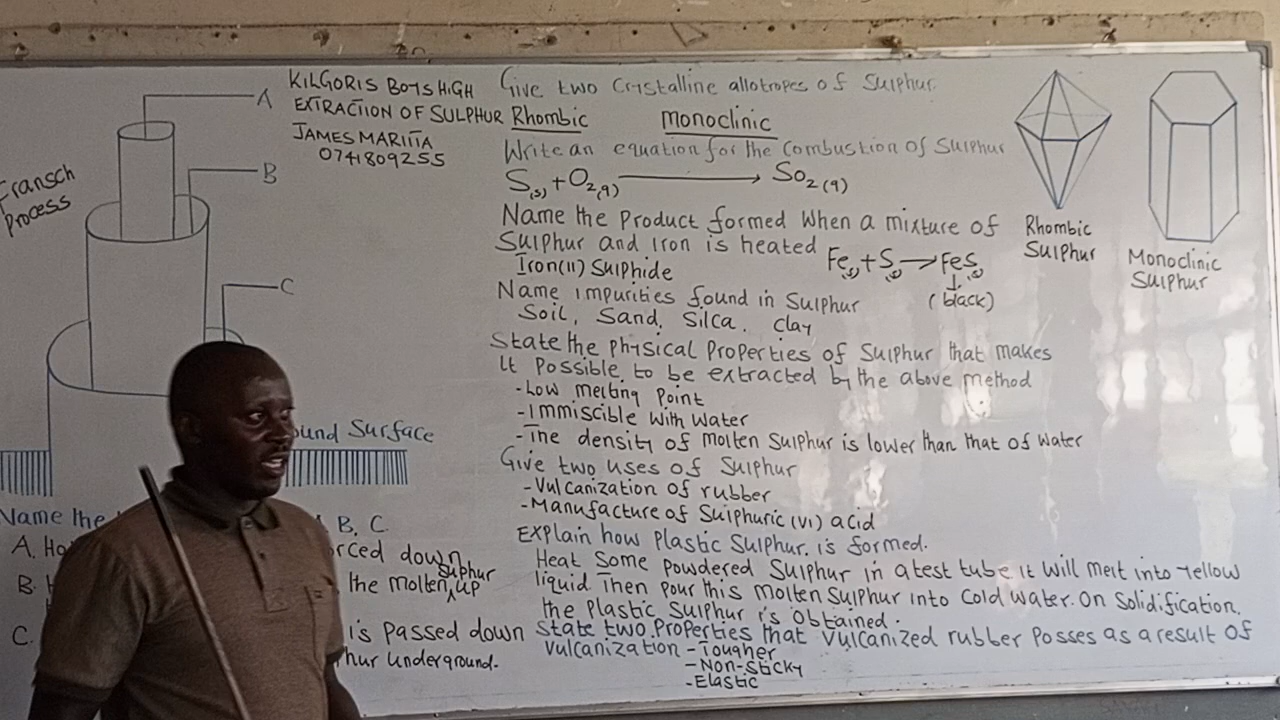 KILGORIS BOYS HIGH
EXTRACTION OF SULPHUR
JAMES MARITIA
0741809255
A
B
C
Fransch
Process
ound Surface
Name the
B, C
A. Ho
rced down
B.
the molten sulphur up
C.
is passed down
hur underground.
Give two Crystalline allotropes of Sulphur.
Rhombic monoclinic
Write an equation for the Combustion of Sulphur
S(s) + O2(g) → SO2(g)
Name the Product formed when a mixture of
Sulphur and Iron is heated Fe(s) + S(s) → FeS(s)
Iron(II) Sulphide
(black)
Name impurities found in Sulphur
Soil, Sand, Silca. Clay
State the Physical Properties of Sulphur that makes
it Possible to be extracted by the above method
-Low melting Point
-Immiscible with water
-The density of molten Sulphur is lower than that of water
Give two uses of Sulphur
-Vulcanization of rubber
-Manufacture of Sulphuric (VI) acid
Explain how Plastic Sulphur. is formed.
Heat Some Powdered Sulphur in a test tube it will melt into Yellow
liquid Then Pour this molten Sulphur into Cold water. On Solidification,
the Plastic Sulphur is Obtained.
State two Properties that Vulcanized rubber Posses as a result of
Vulcanization -Tougher
-Non-sticky
-Elastic
Rhombic
Sulphur
Monoclinic
Sulphur